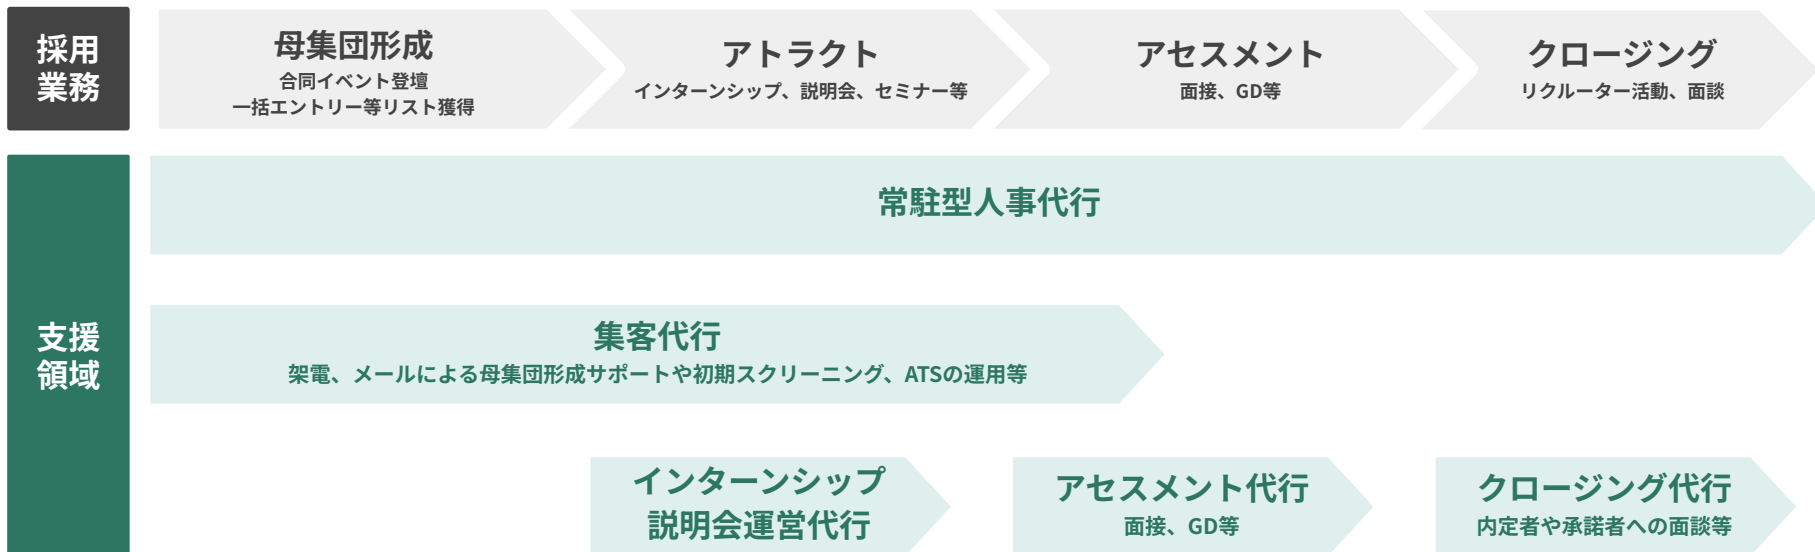 採用
業務
母集団形成
合同イベント登壇
一括エントリー等リスト獲得
アトラクト
インターンシップ、説明会、セミナー等
アセスメント
面接、GD等
クロージング
リクルーター活動、面談
支援
領域
常駐型人事代行
集客代行
架電、メールによる母集団形成サポートや初期スクリーニング、ATSの運用等
インターンシップ
説明会運営代行
アセスメント代行
面接、GD等
クロージング代行
内定者や承諾者への面談等